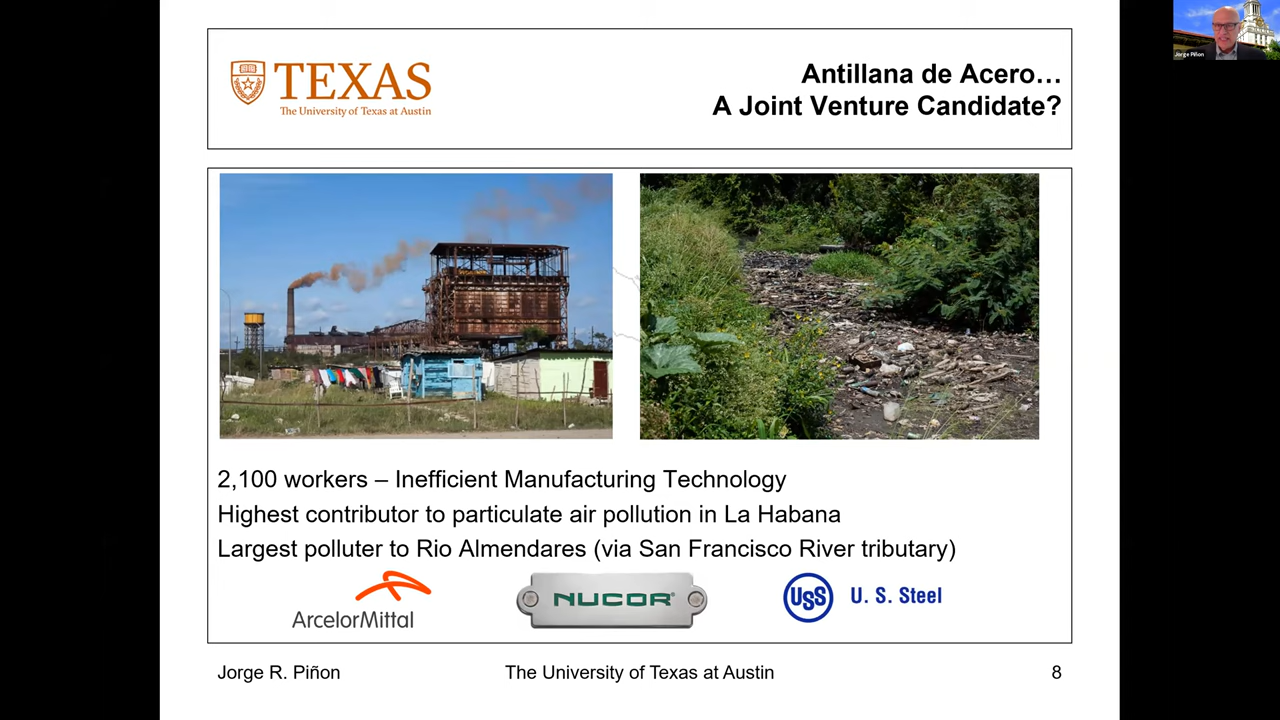 TEXAS
The University of Texas at Austin
Antillana de Acero…
A Joint Venture Candidate?
Jorge Piñon
2,100 workers – Inefficient Manufacturing Technology
Highest contributor to particulate air pollution in La Habana
Largest polluter to Rio Almendares (via San Francisco River tributary)
ArcelorMittal
NUCOR®
USS U. S. Steel
Jorge R. Piñon
The University of Texas at Austin
8